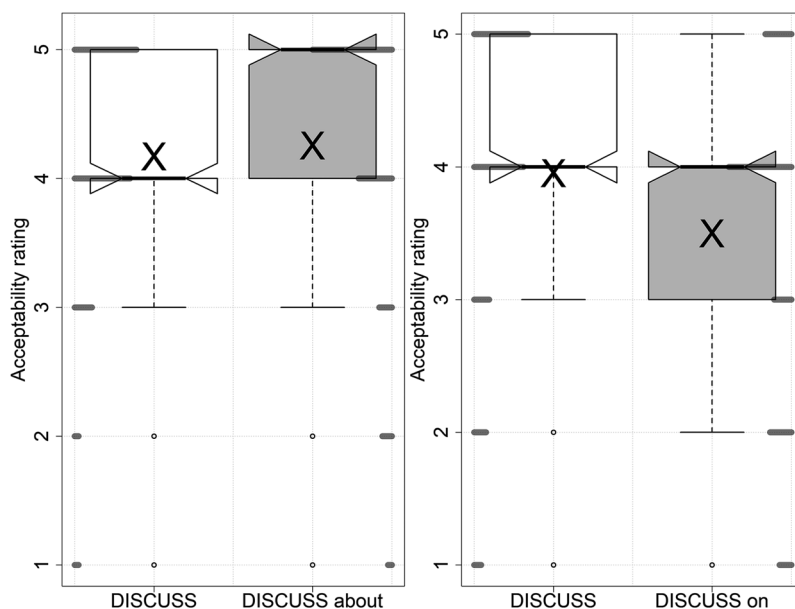 Acceptability rating
5
4
3
2
1
DISCUSS
DISCUSS about
X
X
Acceptability rating
5
4
3
2
1
DISCUSS
DISCUSS on
X
X